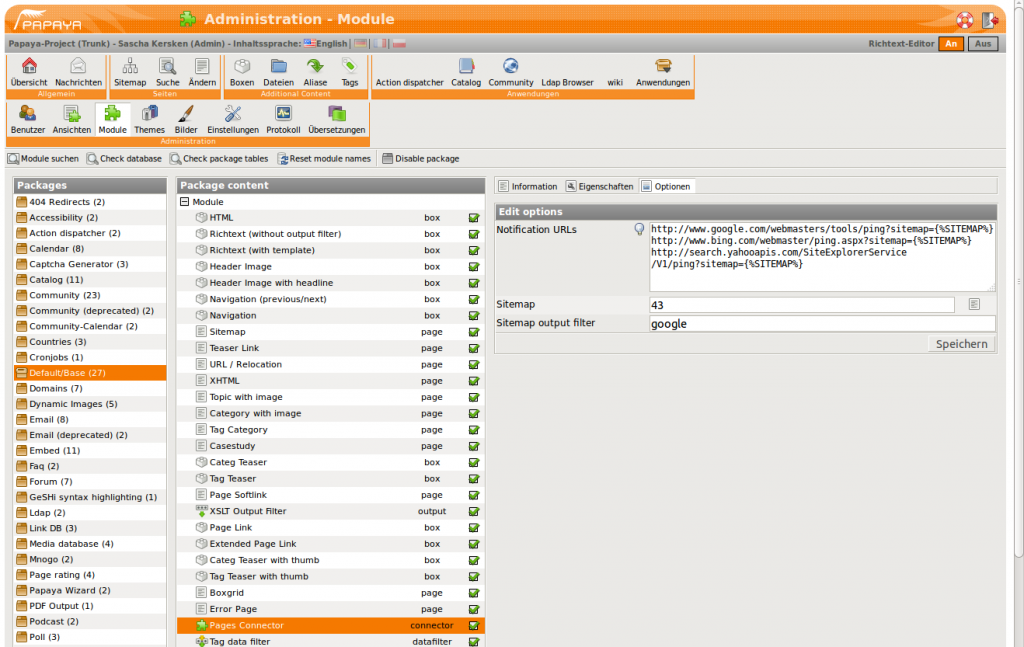 PAPAYA
Administration - Module
Papaya-Project (Trunk) - Sascha Kersken (Admin) - Inhaltssprache: English
Richtext-Editor An Aus
Übersicht Nachrichten
Allgemein
Sitemap Suche Ändern
Seiten
Boxen Dateien Aliase Tags
Additional Content
Action dispatcher Catalog Community Ldap Browser wiki Anwendungen
Anwendungen
Benutzer Ansichten Module Themes Bilder Einstellungen Protokoll Übersetzungen
Administration
Module suchen Check database Check package tables Reset module names Disable package
Packages
404 Redirects (2)
Accessibility (2)
Action dispatcher (2)
Calendar (8)
Captcha Generator (3)
Catalog (11)
Community (23)
Community (deprecated) (2)
Community-Calendar (2)
Countries (3)
Cronjobs (1)
Default/Base (27)
Domains (7)
Dynamic Images (5)
Email (8)
Email (deprecated) (2)
Embed (11)
Faq (2)
Forum (7)
GeSHi syntax highlighting (1)
Ldap (2)
Link DB (3)
Media database (4)
Mnogo (2)
Page rating (4)
Papaya Wizard (2)
PDF Output (1)
Podcast (2)
Poll (3)
Package content
Module
HTML box
Richtext (without output filter) box
Richtext (with template) box
Header Image box
Header Image with headline box
Navigation (previous/next) box
Navigation box
Sitemap page
Teaser Link page
URL / Relocation page
XHTML page
Topic with image page
Category with image page
Tag Category page
Casestudy page
Categ Teaser box
Tag Teaser box
Page Softlink page
XSLT Output Filter output
Page Link box
Extended Page Link box
Categ Teaser with thumb box
Tag Teaser with thumb box
Boxgrid page
Error Page page
Pages Connector connector
Tag data filter datafilter
Information Eigenschaften Optionen
Edit options
Notification URLs
http://www.google.com/webmasters/tools/ping?sitemap={%SITEMAP%}
http://www.bing.com/webmaster/ping.aspx?sitemap={%SITEMAP%}
http://search.yahooapis.com/SiteExplorerService
/V1/ping?sitemap={%SITEMAP%}
Sitemap 43
Sitemap output filter google
Speichern